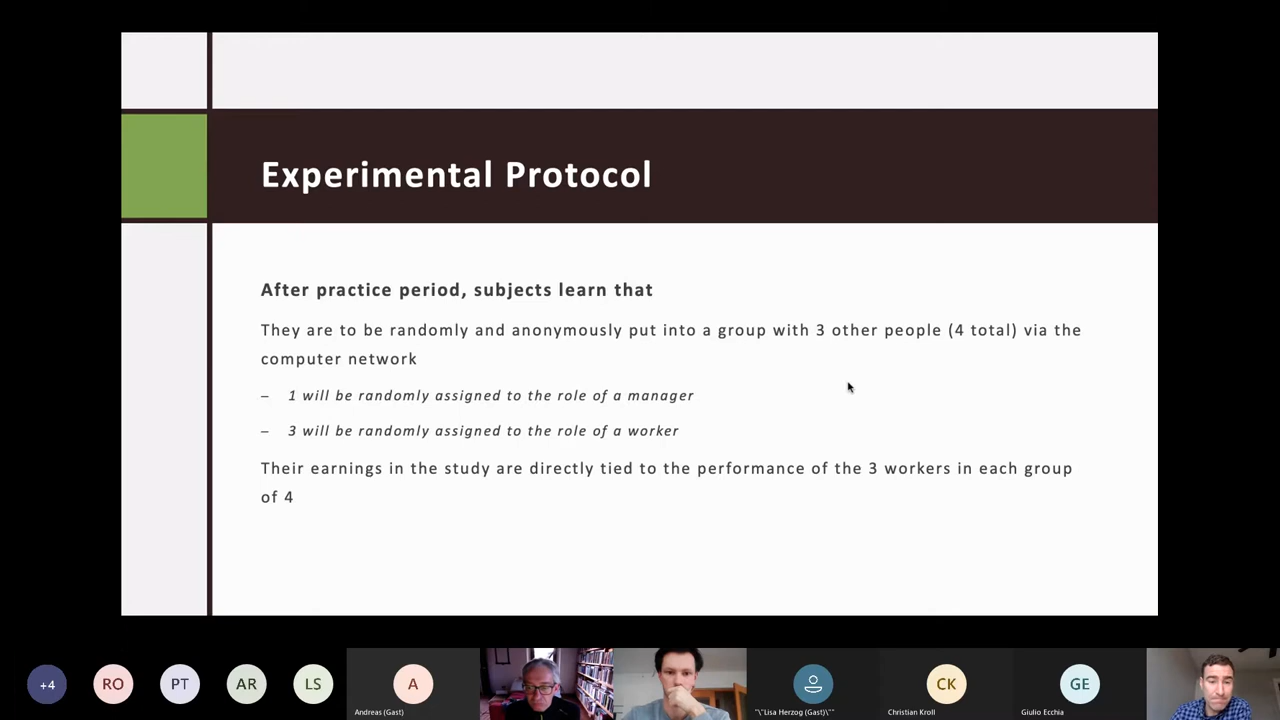 Experimental Protocol
After practice period, subjects learn that
They are to be randomly and anonymously put into a group with 3 other people (4 total) via the
computer network
– 1 will be randomly assigned to the role of a manager
– 3 will be randomly assigned to the role of a worker
Their earnings in the study are directly tied to the performance of the 3 workers in each group
of 4
+4
RO
PT
AR
LS
A
CK
GE
Andreas (Gast)
"\"Lisa Herzog (Gast)\""
Christian Kroll
Giulio Ecchia